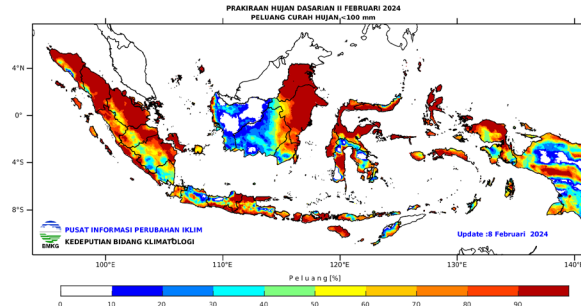 PRAKIRAAN HUJAN DASARIAN II FEBRUARI 2024
PELUANG CURAH HUJAN <100 mm
4°N
0°
4°S
8°S
PUSAT INFORMASI PERUBAHAN IKLIM
KEDEPUTIAN BIDANG KLIMATOLOGI
BMKG
Update :8 Februari 2024
100°E 110°E 120°E 130°E 140°E
Peluang [%]
0 10 20 30 40 50 60 70 80 90